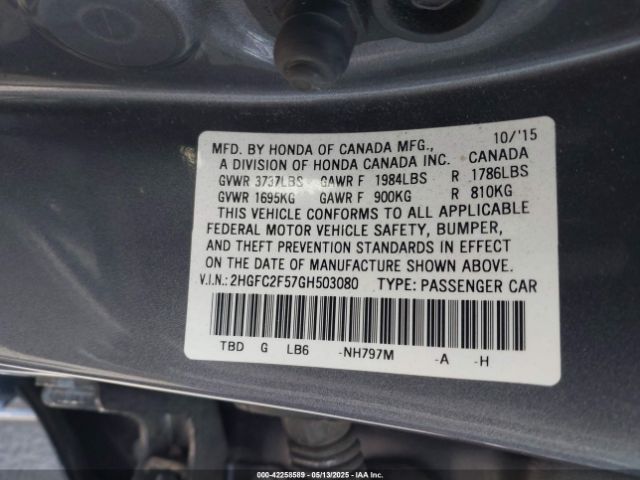 MFD. BY HONDA OF CANADA MFG., 10/'15
A DIVISION OF HONDA CANADA INC. CANADA
GVWR 3737LBS GAWR F 1984LBS R 1786LBS
GVWR 1695KG GAWR F 900KG R 810KG
THIS VEHICLE CONFORMS TO ALL APPLICABLE
FEDERAL MOTOR VEHICLE SAFETY, BUMPER,
AND THEFT PREVENTION STANDARDS IN EFFECT
ON THE DATE OF MANUFACTURE SHOWN ABOVE.
V.I.N.: 2HGFC2F57GH503080 TYPE: PASSENGER CAR
TBD G LB6 -NH797M -A -H
000-42258589 - 05/13/2025 - IAA